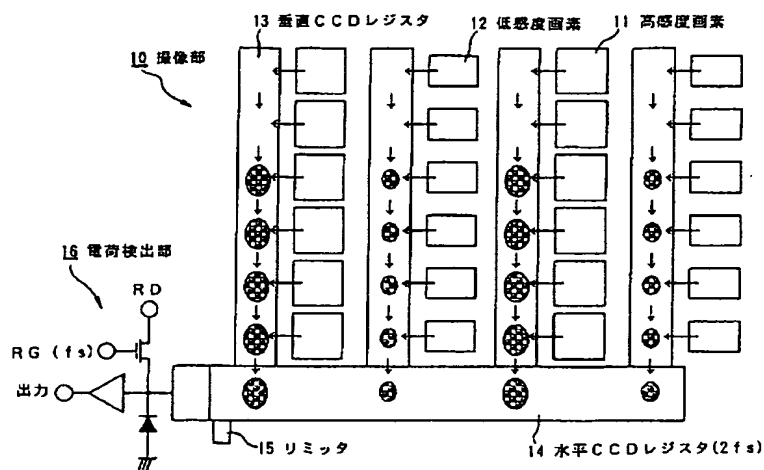 13 垂直CCDレジスタ
12 低感度画素
11 高感度画素
10 撮像部
16 電荷検出部
RD
RG (fs)
出力
15 リミッタ
14 水平CCDレジスタ(2fs)